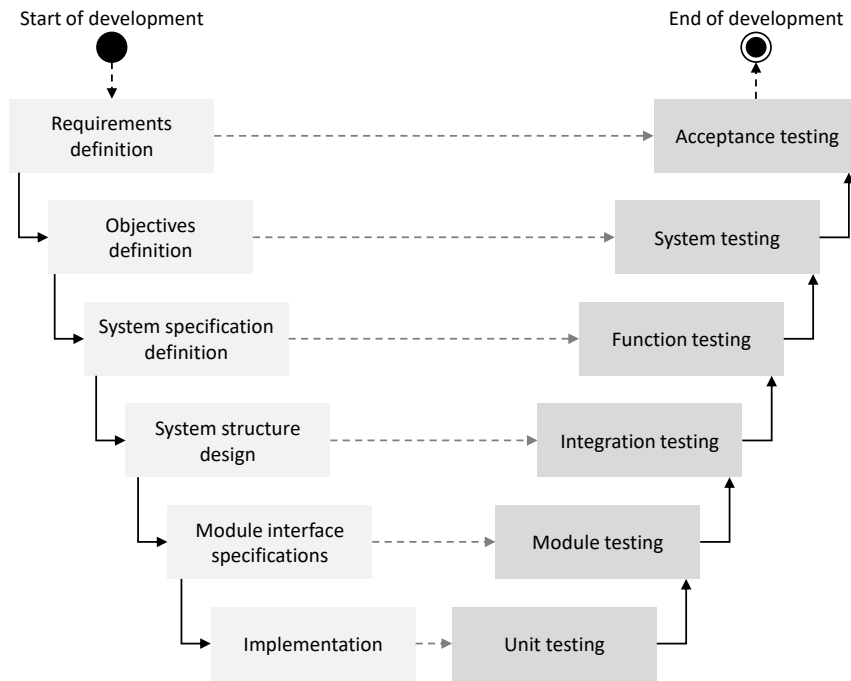 Start of development
End of development
Requirements
definition
Acceptance testing
Objectives
definition
System testing
System specification
definition
Function testing
System structure
design
Integration testing
Module interface
specifications
Module testing
Implementation
Unit testing